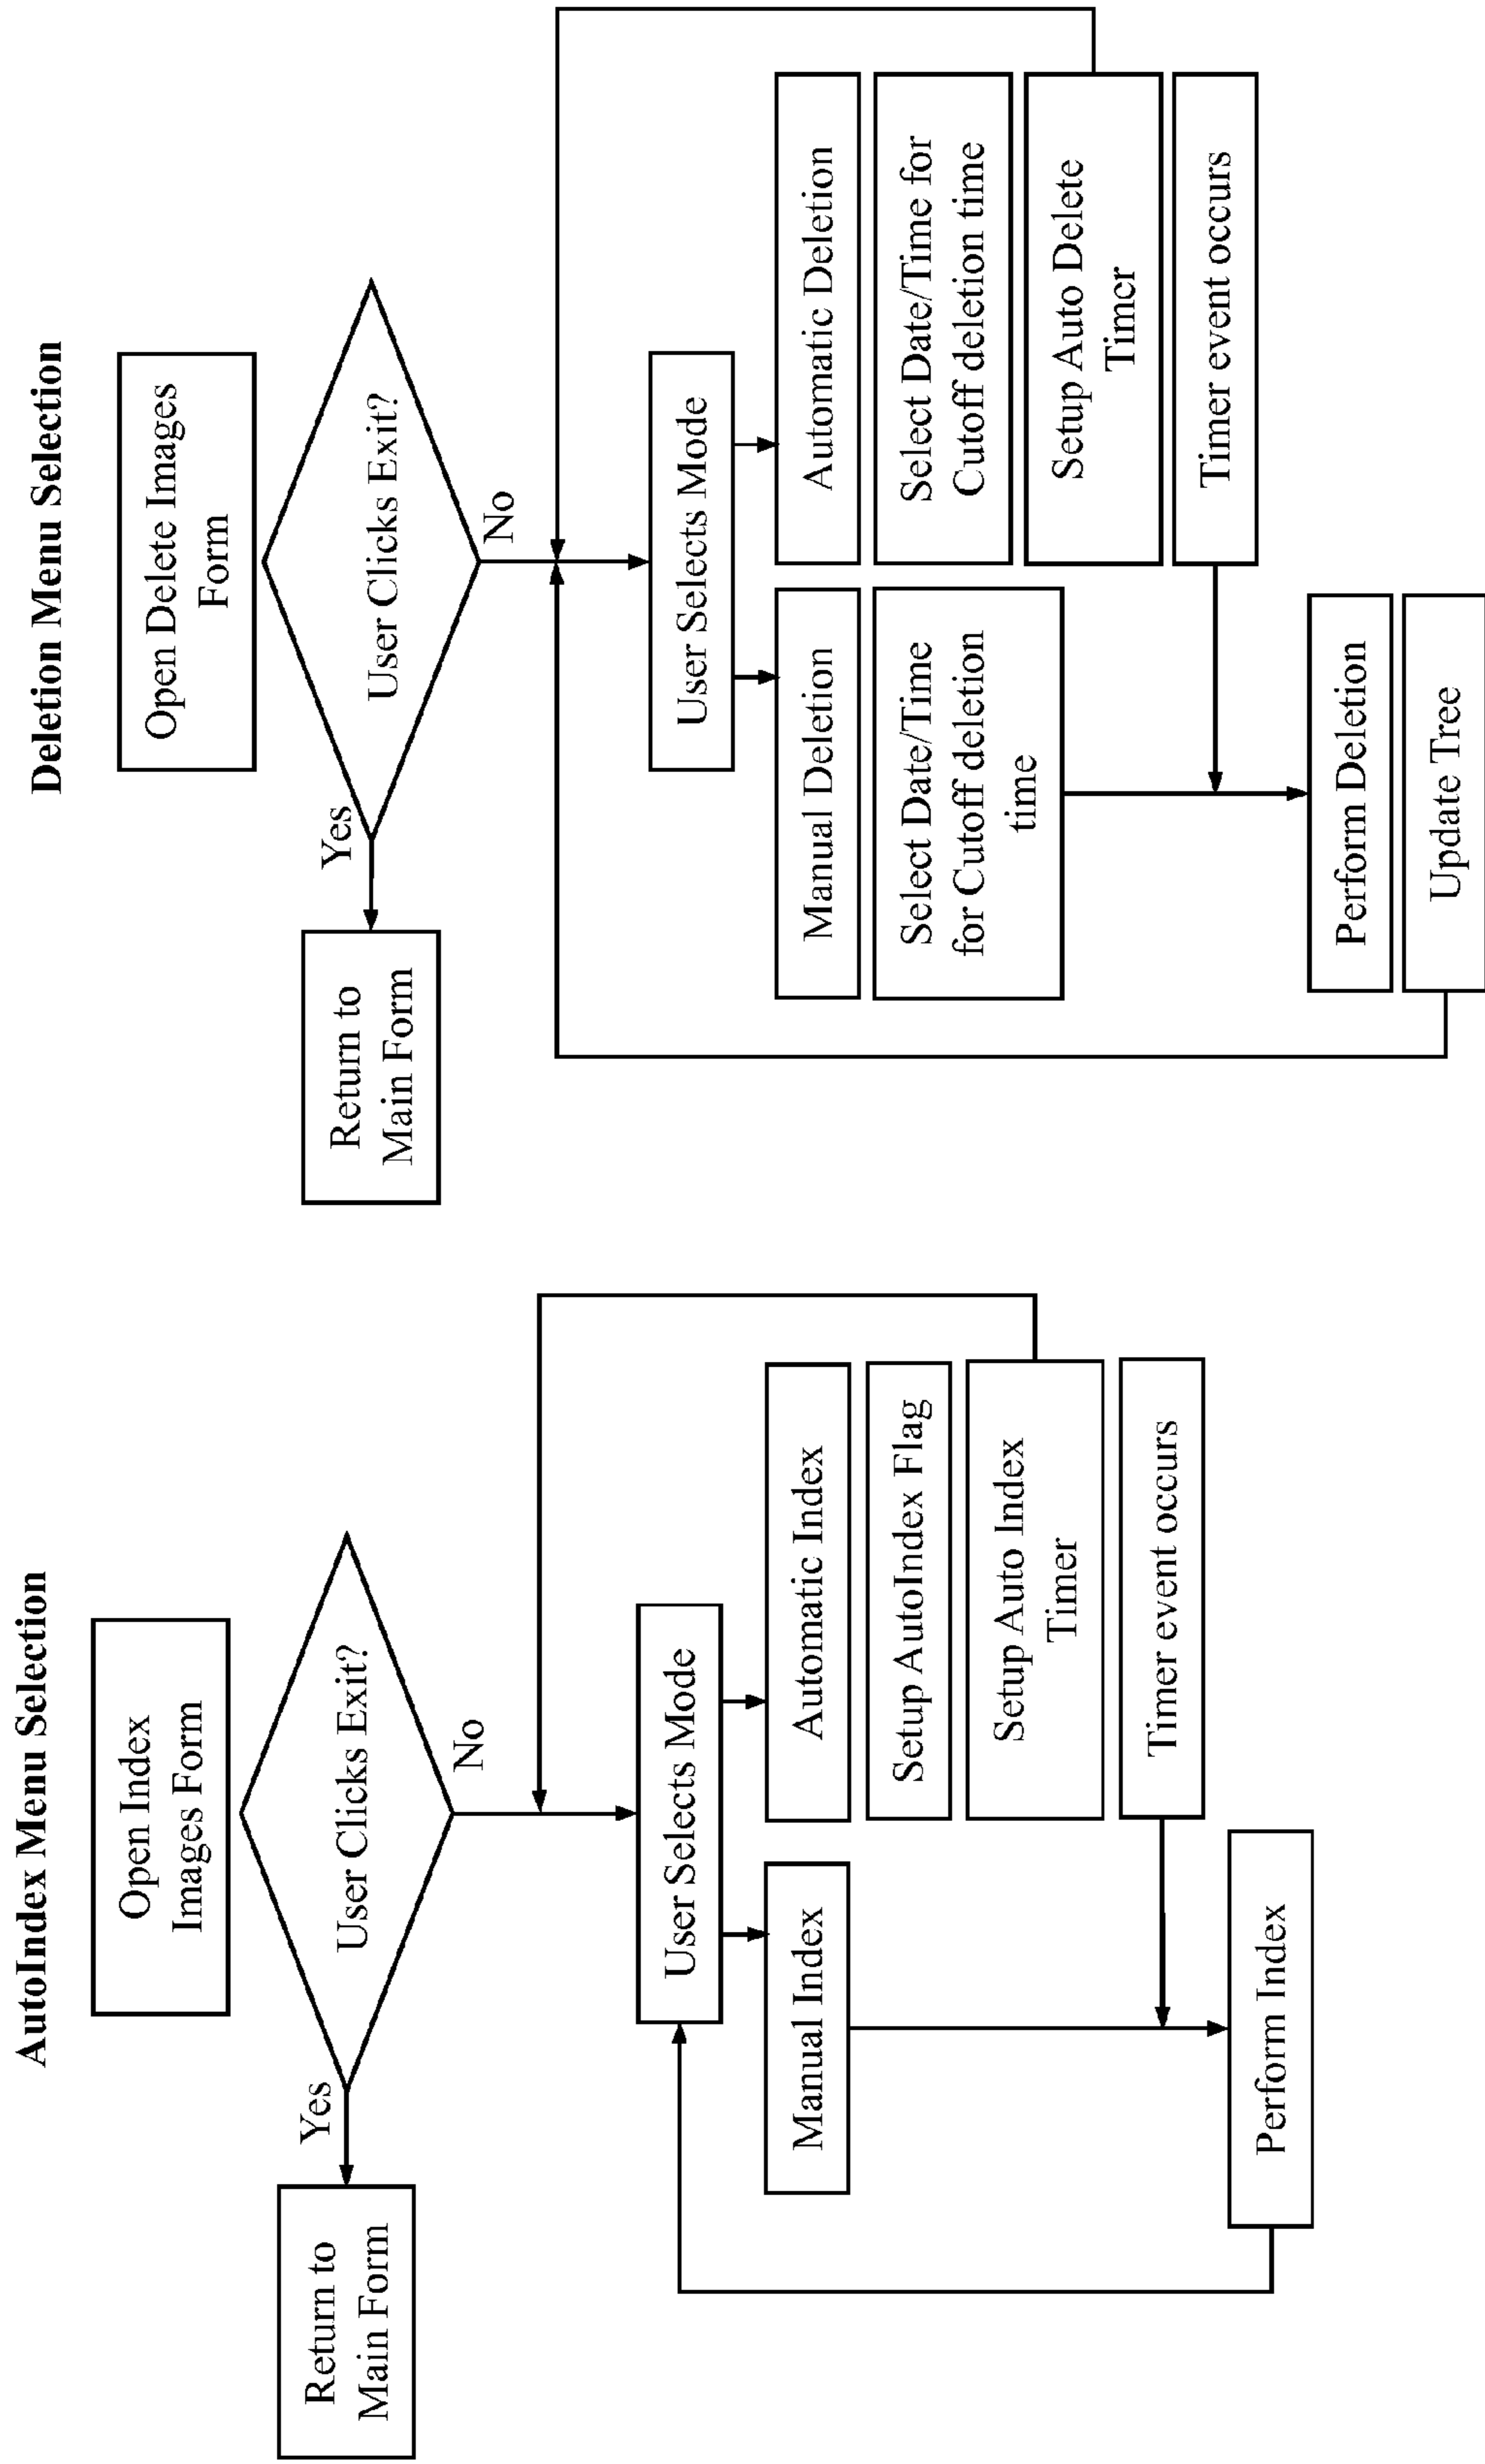 AutoIndex Menu Selection
Open Index
Images Form
User Clicks Exit?
Yes
No
Return to
Main Form
User Selects Mode
Manual Index
Automatic Index
Setup AutoIndex Flag
Setup Auto Index
Timer
Timer event occurs
Perform Index
Deletion Menu Selection
Open Delete Images
Form
User Clicks Exit?
Yes
No
Return to
Main Form
User Selects Mode
Manual Deletion
Select Date/Time
for Cutoff deletion
time
Automatic Deletion
Select Date/Time for
Cutoff deletion time
Setup Auto Delete
Timer
Timer event occurs
Perform Deletion
Update Tree